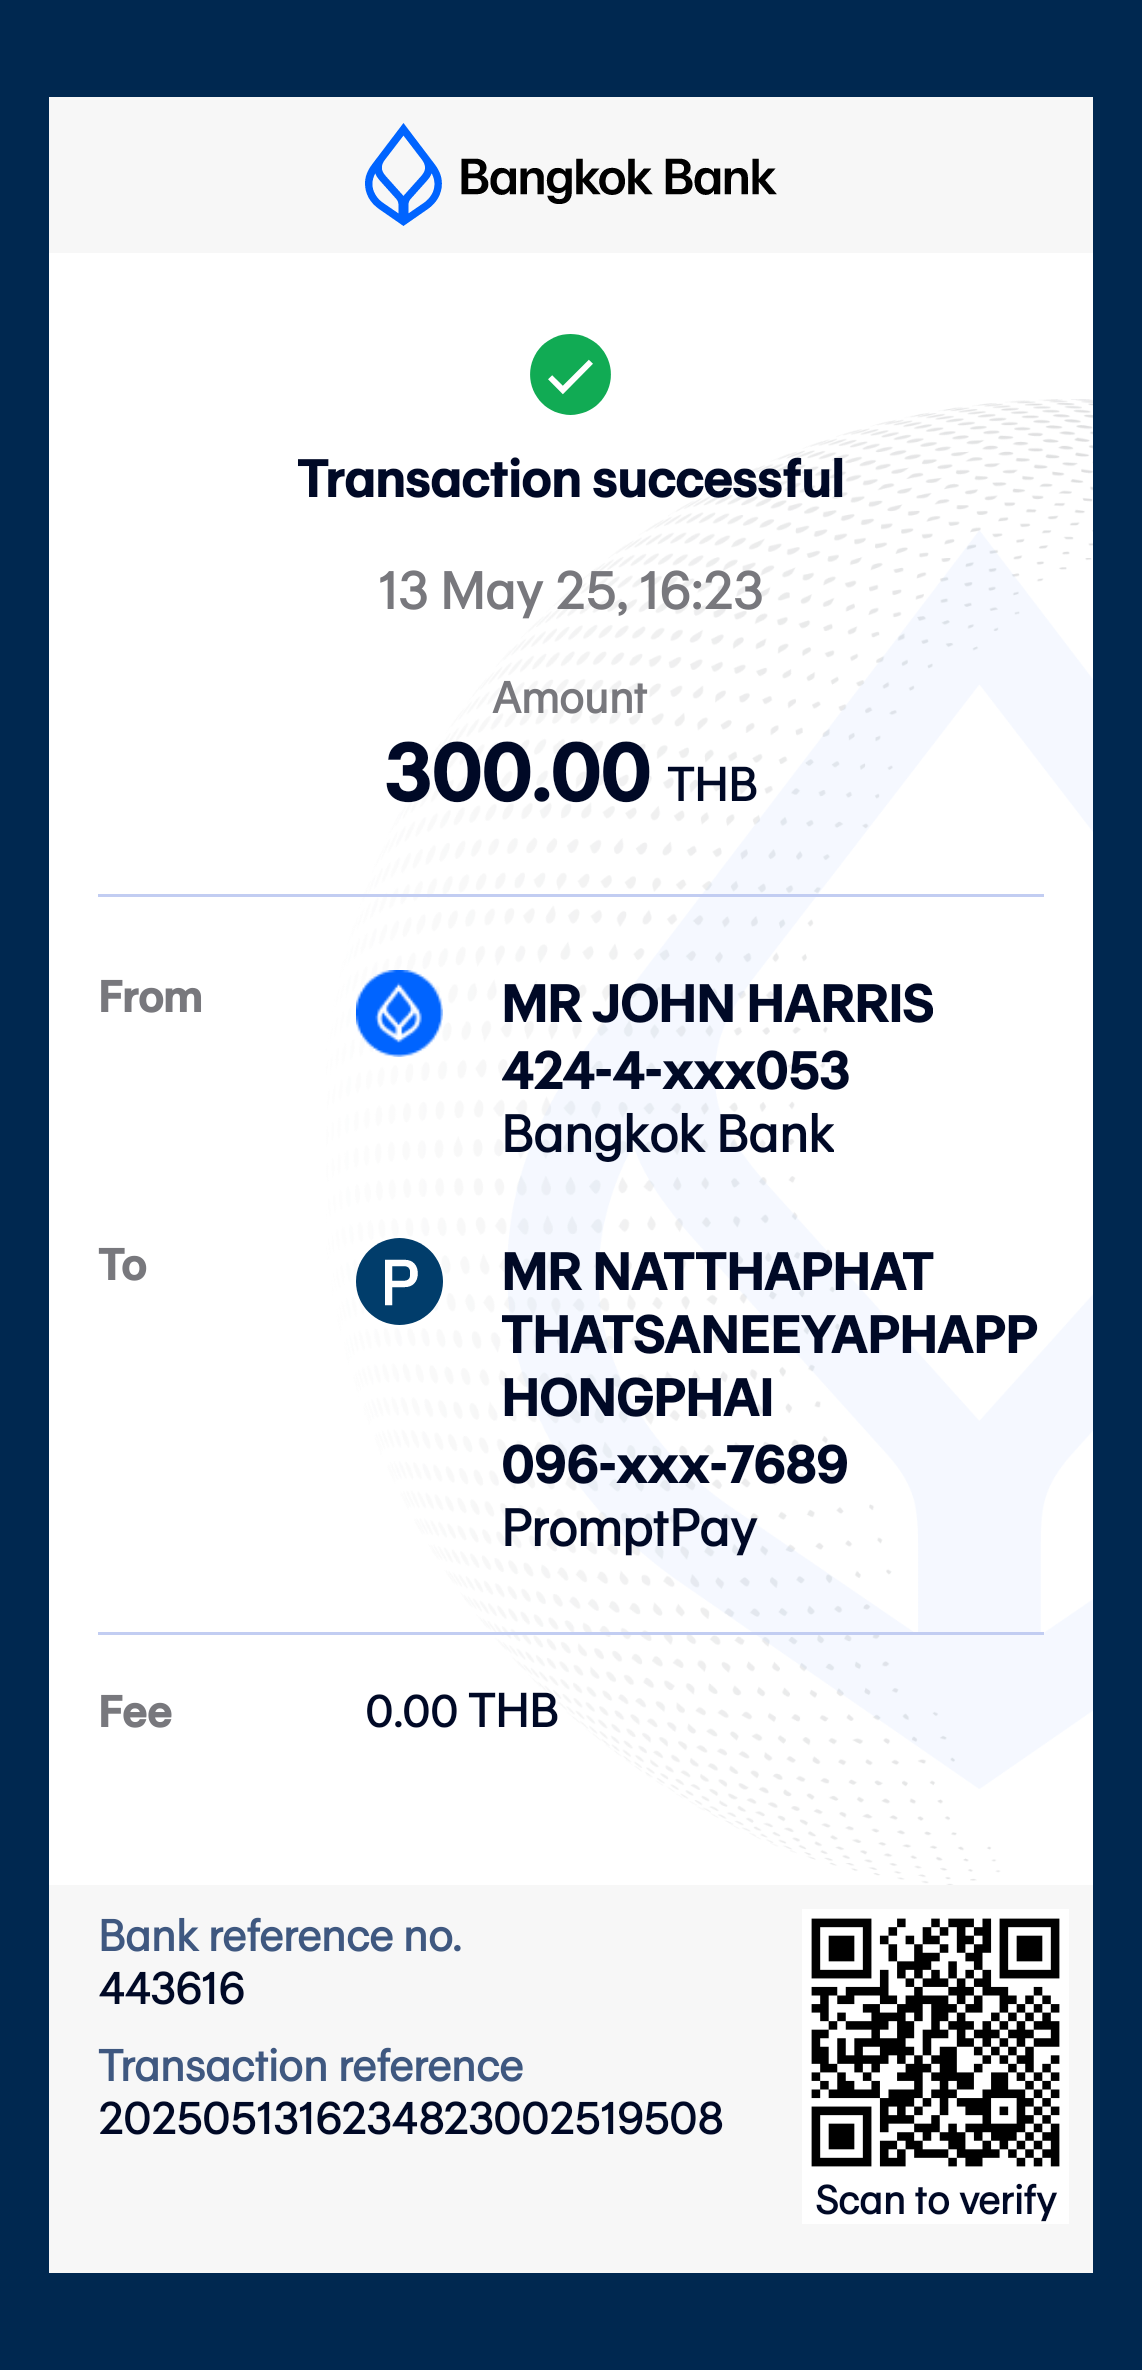 Bangkok Bank
Transaction successful
13 May 25, 16:23
Amount
300.00 THB
From
MR JOHN HARRIS
424-4-xxx053
Bangkok Bank
To
P
MR NATTHAPHAT
THATSANEEYAPHAPP
HONGPHAI
096-xxx-7689
PromptPay
Fee
0.00 THB
Bank reference no.
443616
Transaction reference
2025051316234823002519508
Scan to verify